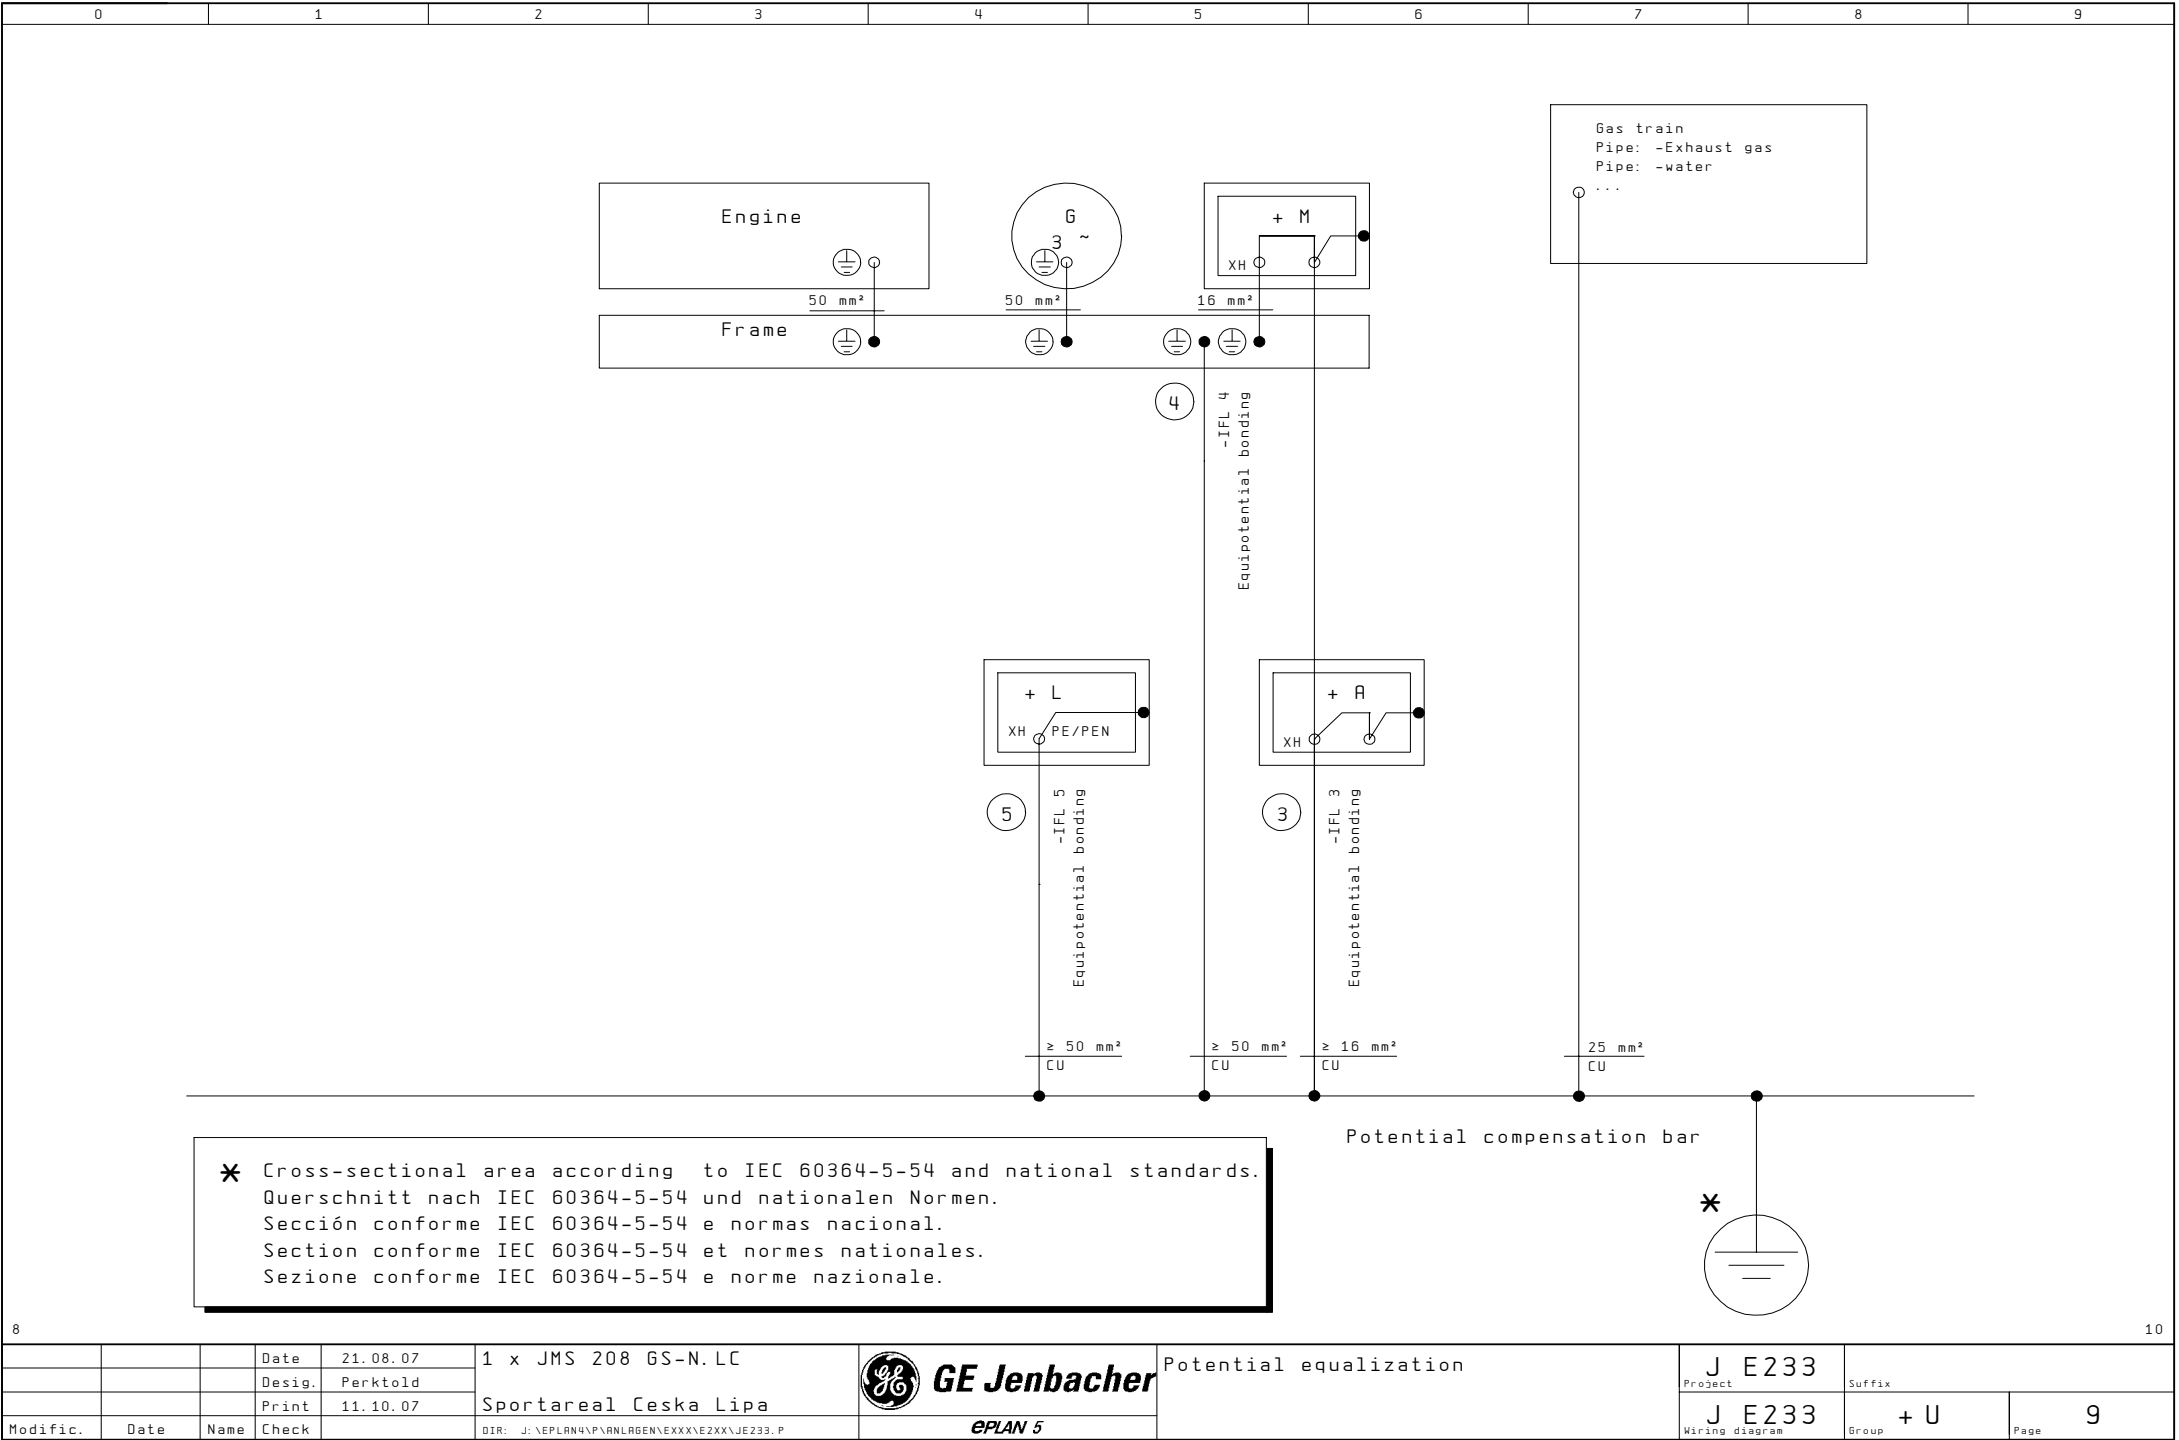 0 1 2 3 4 5 6 7 8 9
Gas train
Pipe: -Exhaust gas
Pipe: -water
...
Engine
G
3 ~
+ M
XH
50 mm²
50 mm²
16 mm²
Frame
4
-IFL 4
Equipotential bonding
+ L
XH
PE/PEN
+ A
XH
5
-IFL 5
Equipotential bonding
3
-IFL 3
Equipotential bonding
≥ 50 mm²
CU
≥ 50 mm²
CU
≥ 16 mm²
CU
25 mm²
CU
Potential compensation bar
* Cross-sectional area according to IEC 60364-5-54 and national standards.
Querschnitt nach IEC 60364-5-54 und nationalen Normen.
Sección conforme IEC 60364-5-54 e normas nacional.
Section conforme IEC 60364-5-54 et normes nationales.
Sezione conforme IEC 60364-5-54 e norme nazionale.
*
8
10
Date 21.08.07
Desig. Perktold
Print 11.10.07
Modific. Date Name Check
1 x JMS 208 GS-N.LC
Sportareal Ceska Lipa
DIR: J:\EPLAN4\P\ANLAGEN\EXXX\E2XX\JE233.P
GE GE Jenbacher
ePLAN 5
Potential equalization
J E233
Project
Suffix
J E233
Wiring diagram
+ U
Group
9
Page